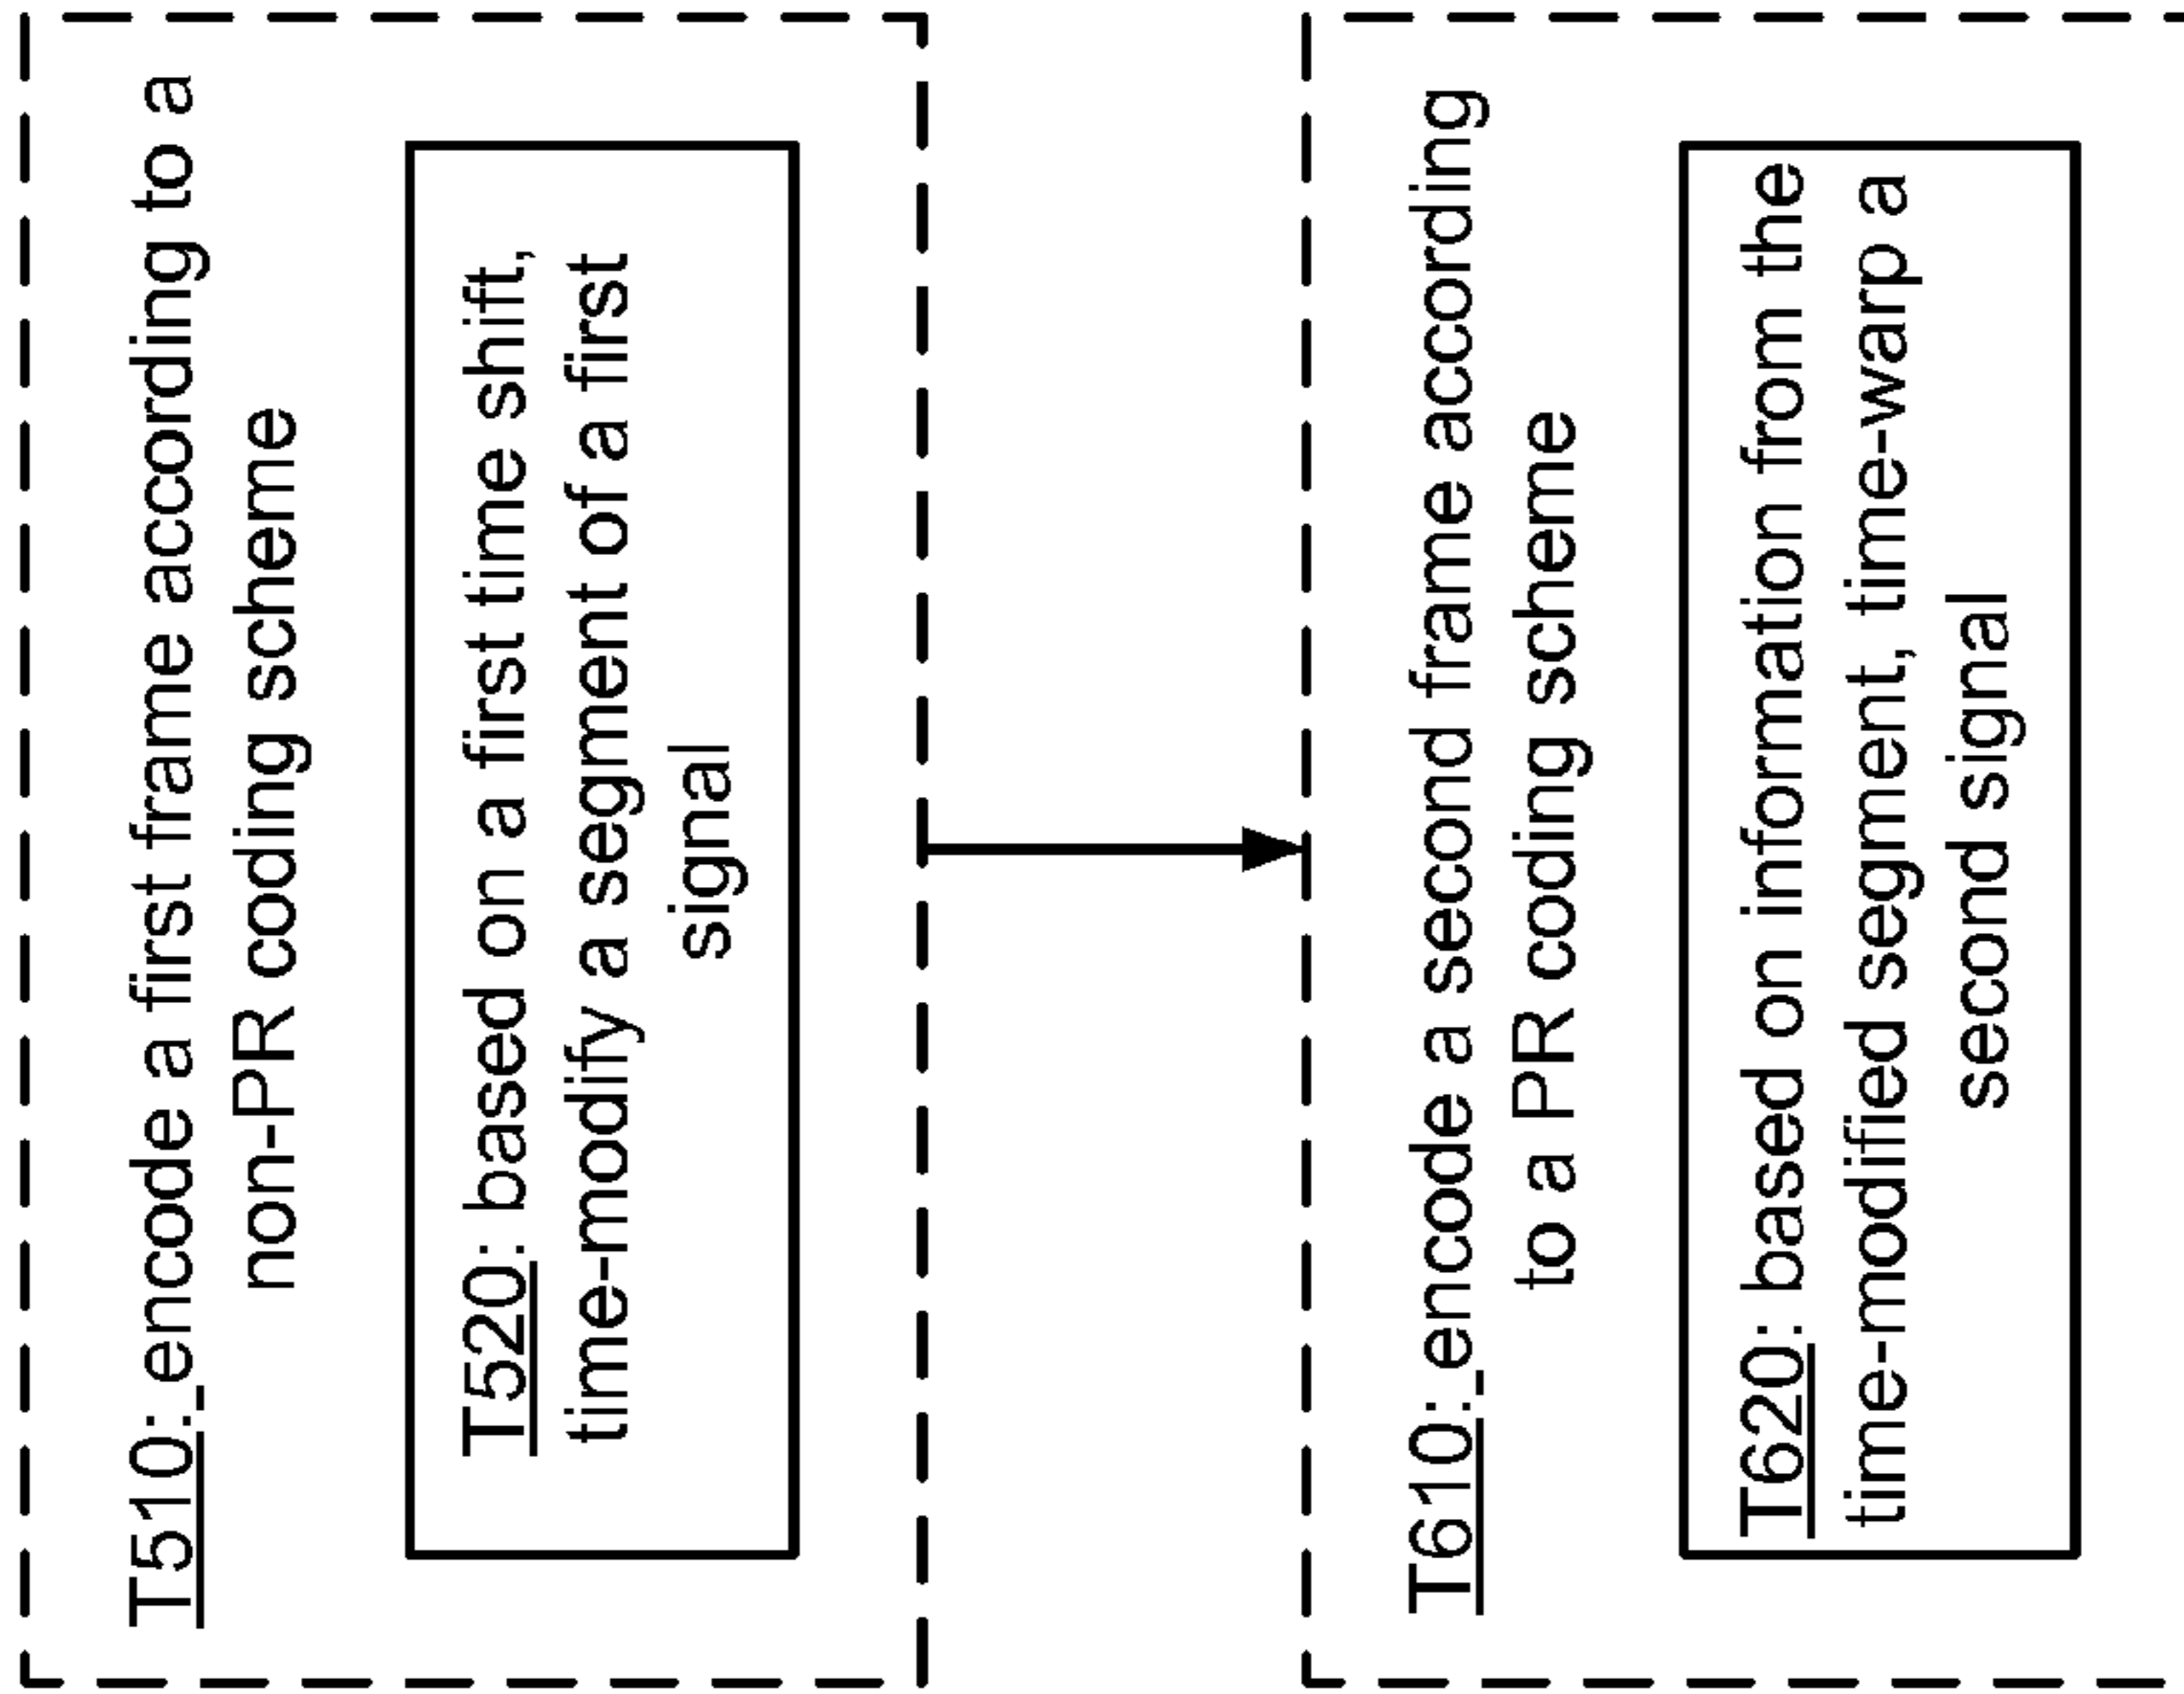 T510: encode a first frame according to a
non-PR coding scheme
T520: based on a first time shift,
time-modify a segment of a first
signal
T610: encode a second frame according
to a PR coding scheme
T620: based on information from the
time-modified segment, time-warp a
second signal